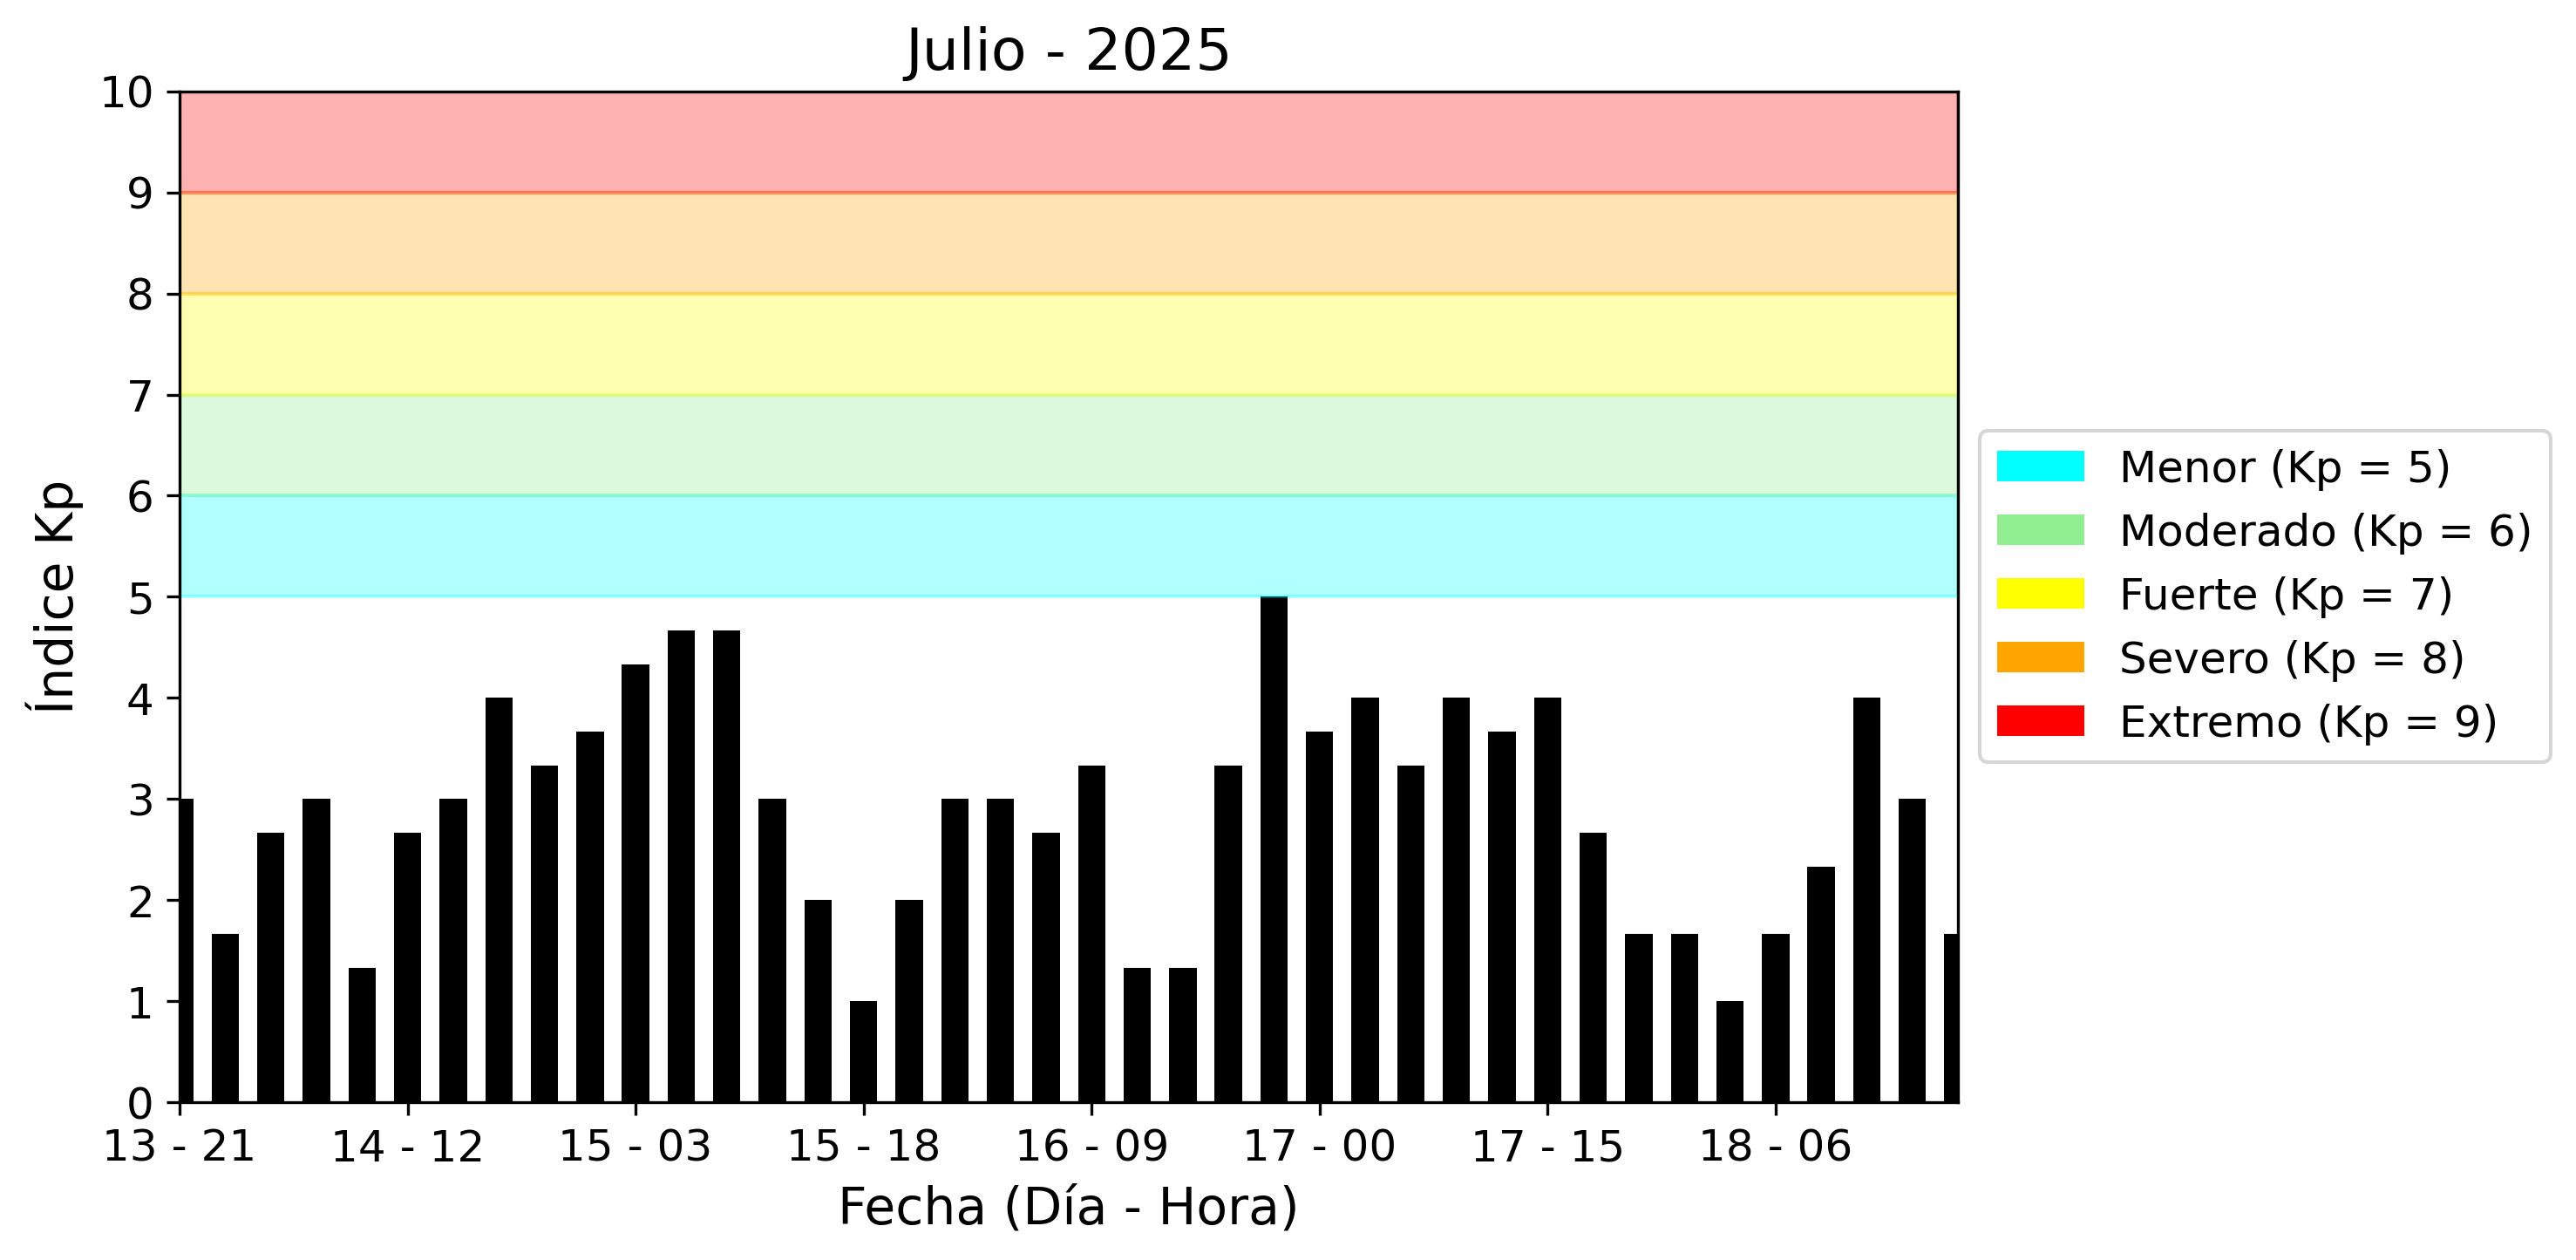 Julio - 2025
10
9
8
7
6
5
4
3
2
1
0
Índice Kp
13 - 21
14 - 12
15 - 03
15 - 18
16 - 09
17 - 00
17 - 15
18 - 06
Fecha (Día - Hora)
Menor (Kp = 5)
Moderado (Kp = 6)
Fuerte (Kp = 7)
Severo (Kp = 8)
Extremo (Kp = 9)